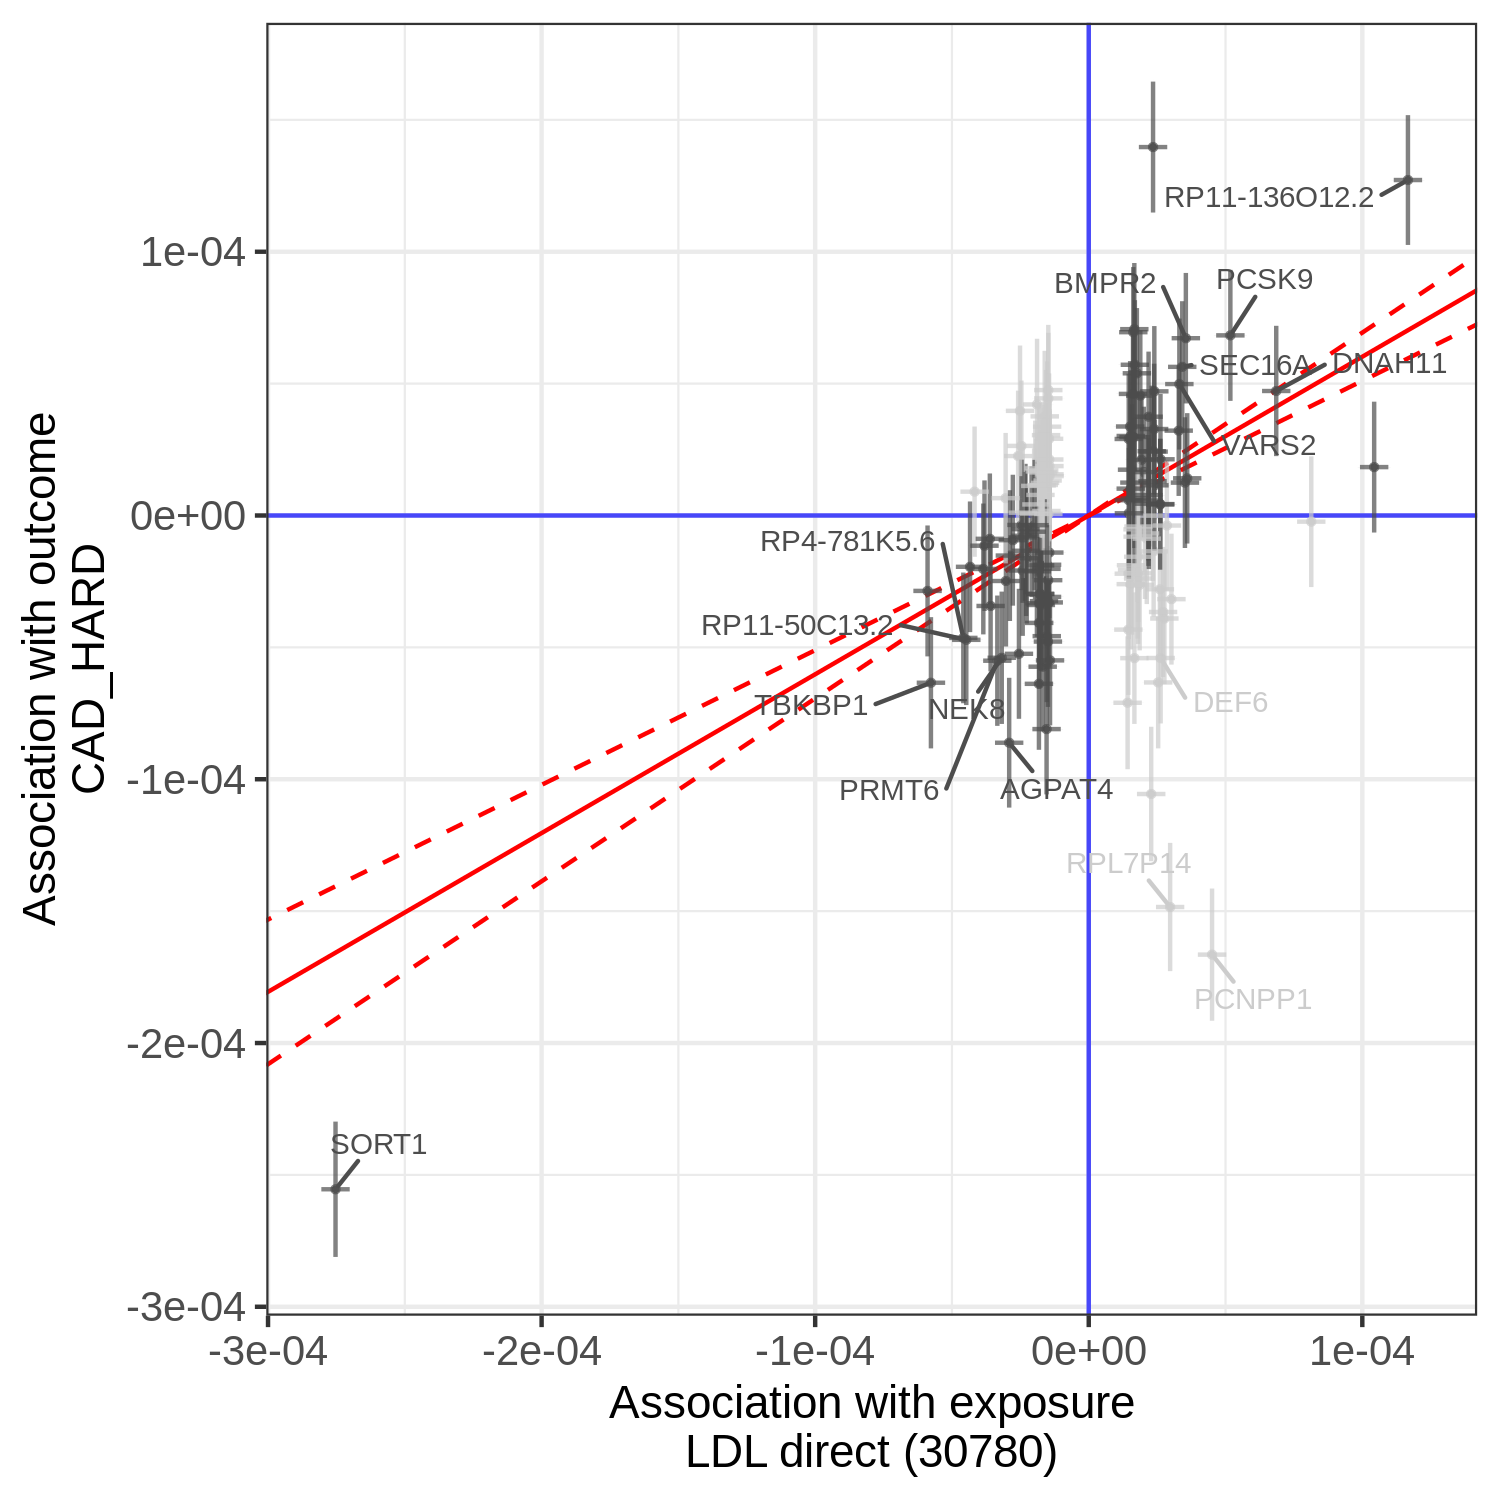 RP11-136O12.2
1e-04
BMPR2
PCSK9
SEC16A
DNAH11
VARS2
0e+00
RP4-781K5.6
RP11-50C13.2
TBKBP1
NEK8
DEF6
-1e-04
PRMT6
AGPAT4
RPL7P14
PCNPP1
-2e-04
SORT1
-3e-04
Association with outcome
CAD_HARD
-3e-04
-2e-04
-1e-04
0e+00
1e-04
Association with exposure
LDL direct (30780)